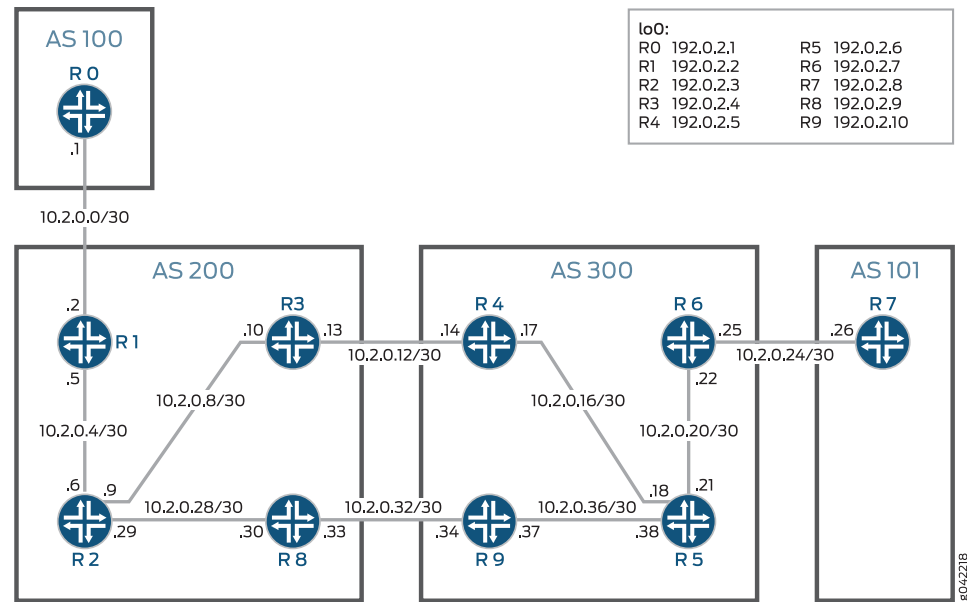 AS 100
R 0
.1
lo0:
R0 192.0.2.1 R5 192.0.2.6
R1 192.0.2.2 R6 192.0.2.7
R2 192.0.2.3 R7 192.0.2.8
R3 192.0.2.4 R8 192.0.2.9
R4 192.0.2.5 R9 192.0.2.10
10.2.0.0/30
AS 200
.2
R 1
.5
R3
.10
.13
10.2.0.8/30
10.2.0.4/30
.6
.9
.29
R 2
10.2.0.28/30
.30
.33
R 8
10.2.0.12/30
10.2.0.32/30
AS 300
R 4
.14
.17
10.2.0.16/30
R 6
.25
.22
10.2.0.20/30
.21
.18
.34
.37
R 9
10.2.0.36/30
.38
R 5
10.2.0.24/30
AS 101
R 7
.26
g042218